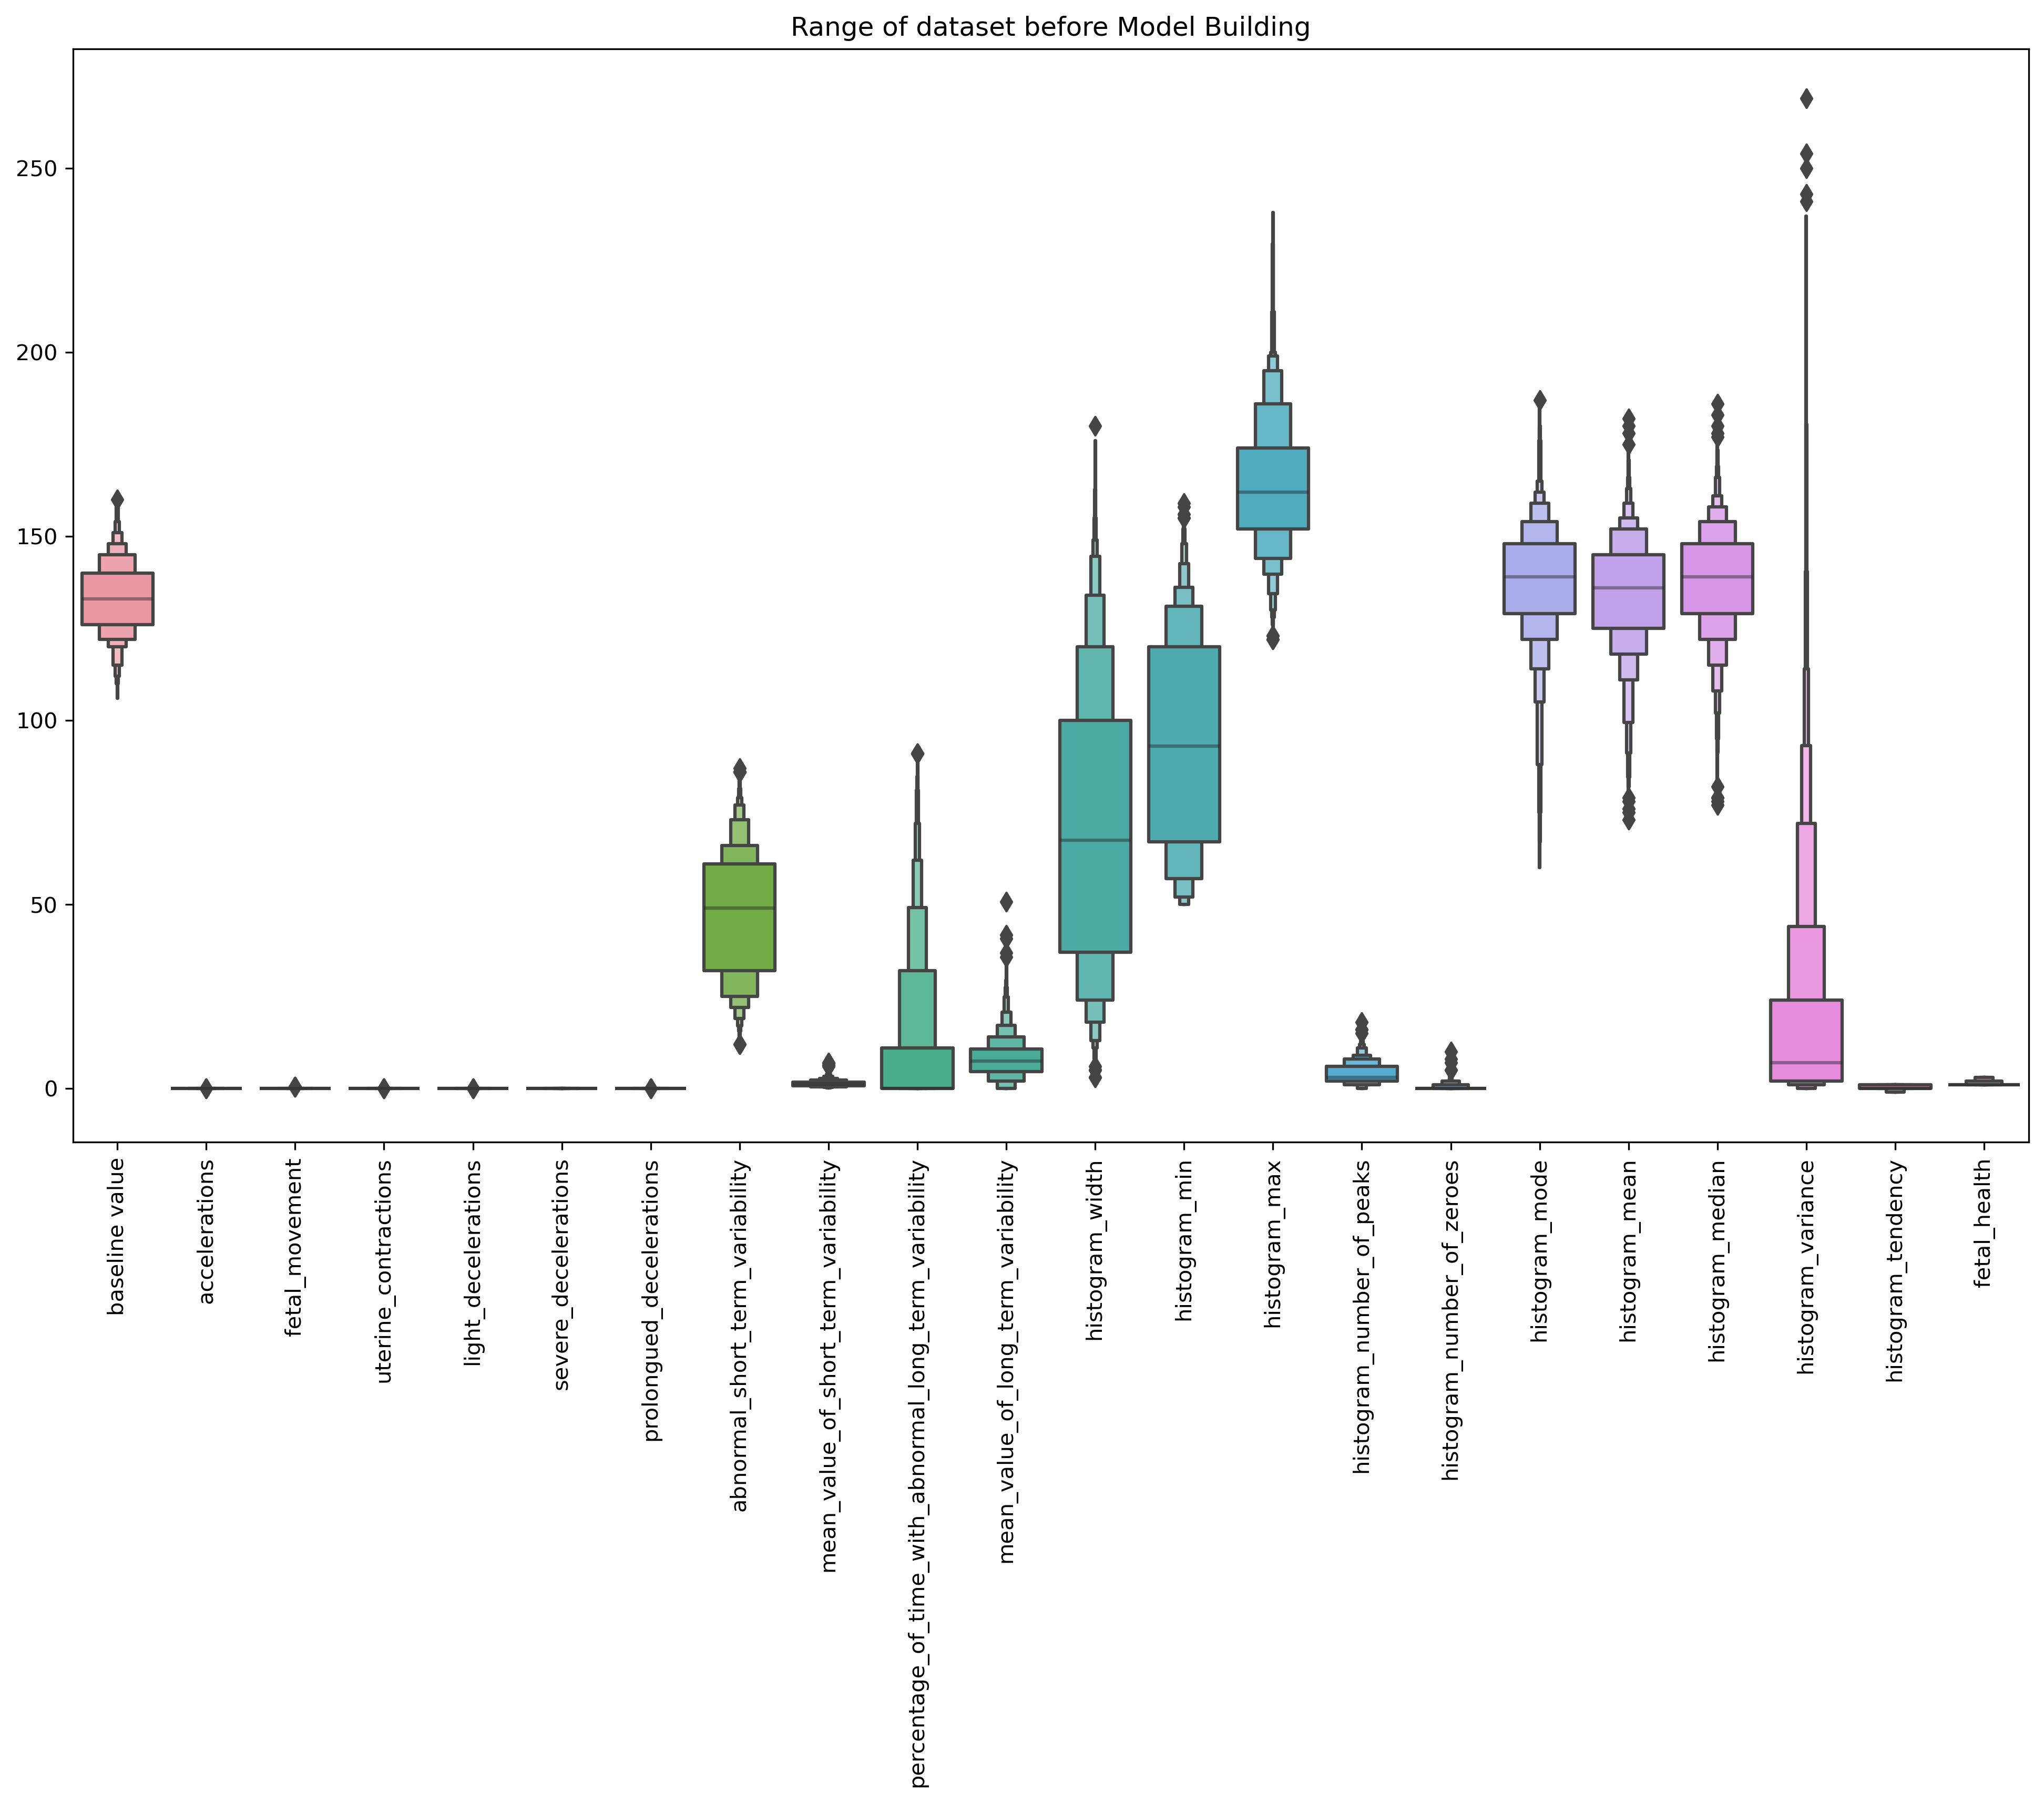 Range of dataset before Model Building
250
200
150
100
50
0
baseline value
accelerations
fetal_movement
uterine_contractions
light_decelerations
severe_decelerations
prolongued_decelerations
abnormal_short_term_variability
mean_value_of_short_term_variability
percentage_of_time_with_abnormal_long_term_variability
mean_value_of_long_term_variability
histogram_width
histogram_min
histogram_max
histogram_number_of_peaks
histogram_number_of_zeroes
histogram_mode
histogram_mean
histogram_median
histogram_variance
histogram_tendency
fetal_health